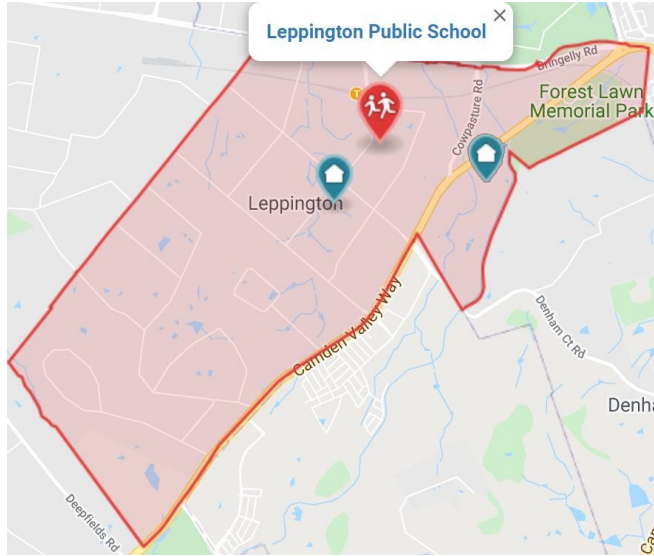 Leppington Public School
Bringelly Rd
T
Forest Lawn
Memorial Park
Cowpasture Rd
Leppington
Camden Valley Way
Denham Ct Rd
Denha
Deepfields Rd
Ca